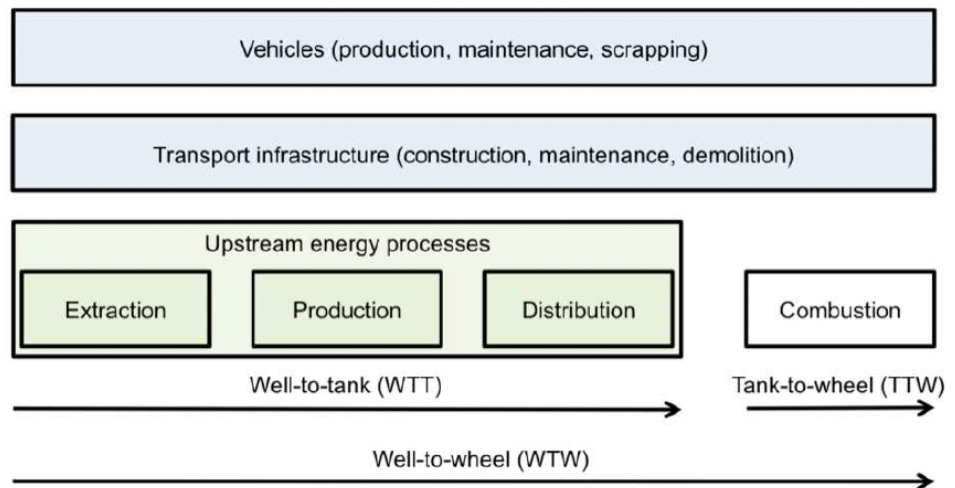 Vehicles (production, maintenance, scrapping)
Transport infrastructure (construction, maintenance, demolition)
Upstream energy processes
Extraction
Production
Distribution
Combustion
Well-to-tank (WTT)
Tank-to-wheel (TTW)
Well-to-wheel (WTW)